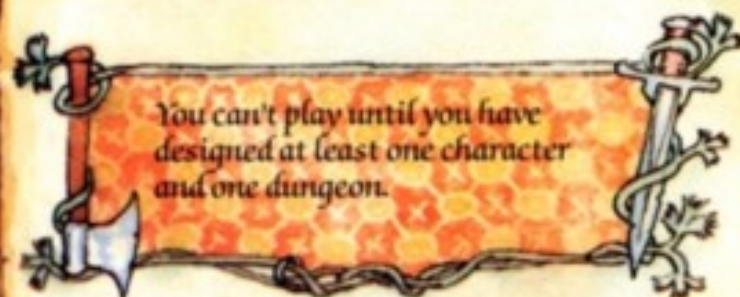 You can't play until you have
designed at least one character
and one dungeon.